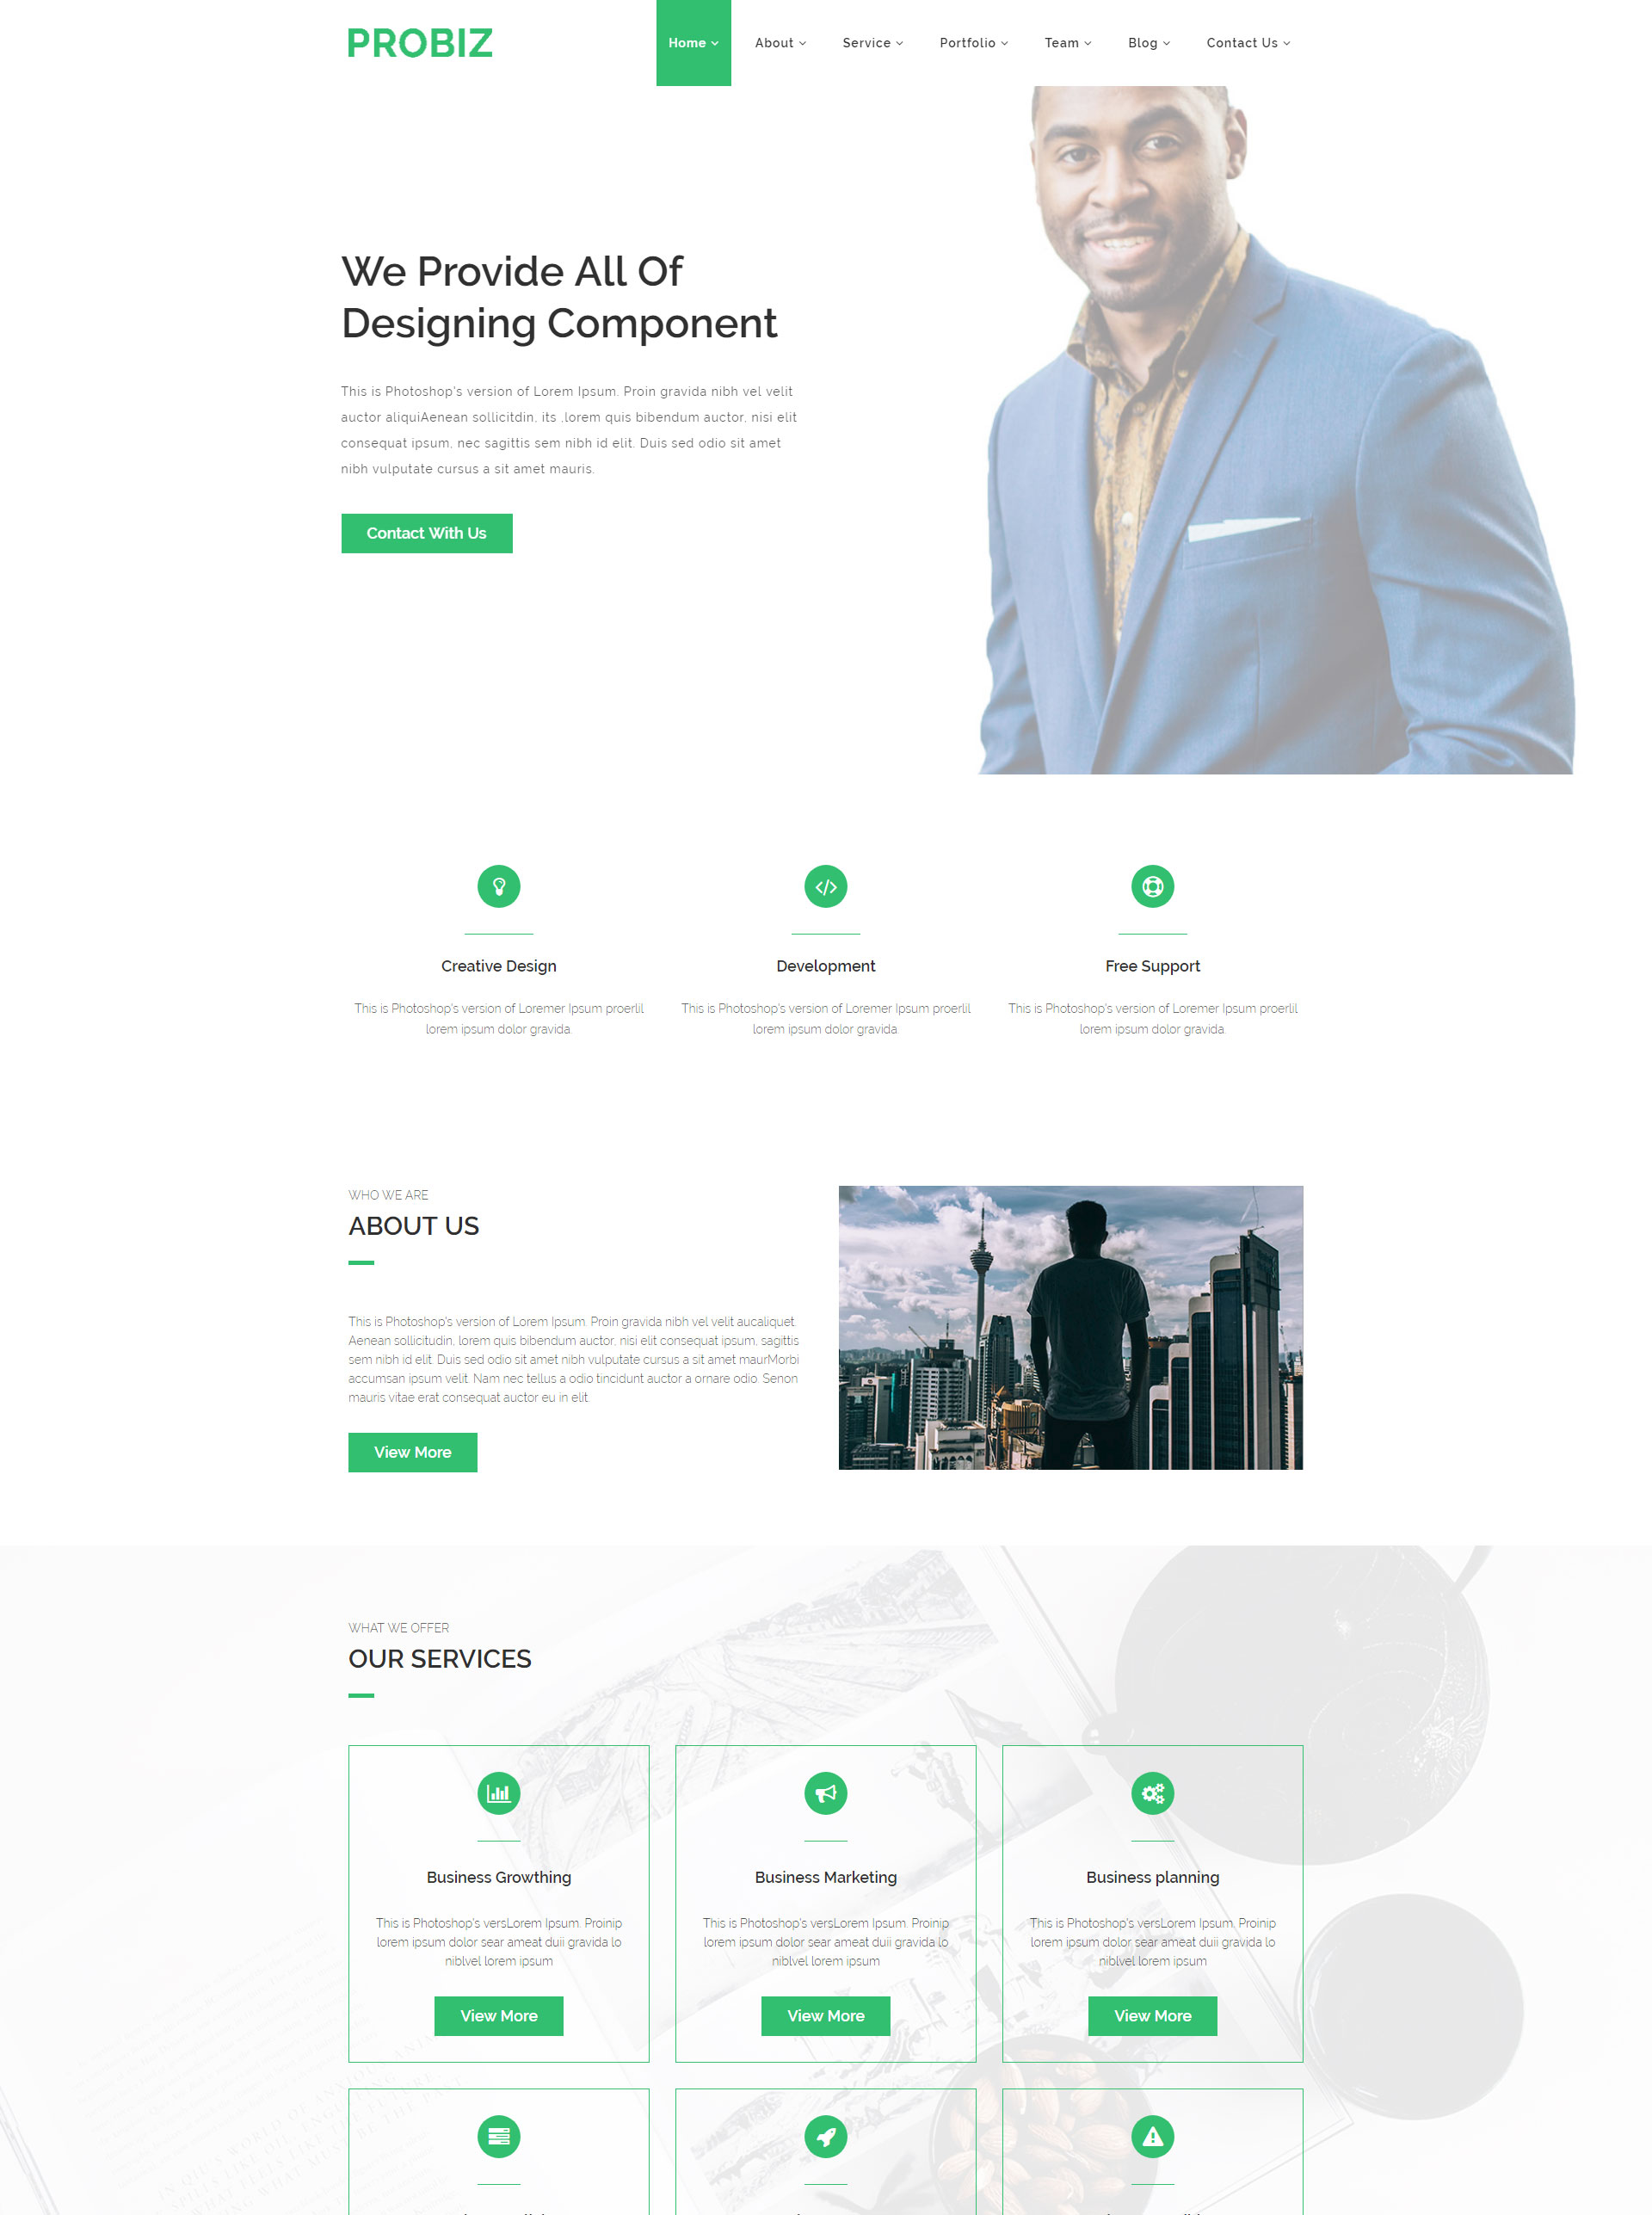 PROBIZ
Home
About
Service
Portfolio
Team
Blog
Contact Us
We Provide All Of
Designing Component
This is Photoshop's version of Lorem Ipsum. Proin gravida nibh vel velit
auctor aliquiAenean sollicitdin, its ,lorem quis bibendum auctor, nisi elit
consequat ipsum, nec sagittis sem nibh id elit. Duis sed odio sit amet
nibh vulputate cursus a sit amet mauris.
Contact With Us
Creative Design
This is Photoshop's version of Loremer Ipsum proerlil
lorem ipsum dolor gravida.
Development
This is Photoshop's version of Loremer Ipsum proerlil
lorem ipsum dolor gravida.
Free Support
This is Photoshop's version of Loremer Ipsum proerlil
lorem ipsum dolor gravida.
WHO WE ARE
ABOUT US
This is Photoshop's version of Lorem Ipsum. Proin gravida nibh vel velit aucaliquet.
Aenean sollicitudin, lorem quis bibendum auctor, nisi elit consequat ipsum, sagittis
sem nibh id elit. Duis sed odio sit amet nibh vulputate cursus a sit amet maurMorbi
accumsan ipsum velit. Nam nec tellus a odio tincidunt auctor a ornare odio. Senon
mauris vitae erat consequat auctor eu in elit.
View More
WHAT WE OFFER
OUR SERVICES
Business Growthing
This is Photoshop's versLorem Ipsum. Proinip
lorem ipsum dolor sear ameat duii gravida lo
niblvel lorem ipsum
View More
Business Marketing
This is Photoshop's versLorem Ipsum. Proinip
lorem ipsum dolor sear ameat duii gravida lo
niblvel lorem ipsum
View More
Business planning
This is Photoshop's versLorem Ipsum. Proinip
lorem ipsum dolor sear ameat duii gravida lo
niblvel lorem ipsum
View More